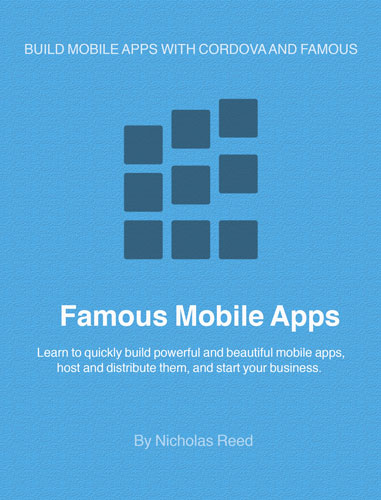 BUILD MOBILE APPS WITH CORDOVA AND FAMOUS
Famous Mobile Apps
Learn to quickly build powerful and beautiful mobile apps,
host and distribute them, and start your business.
By Nicholas Reed